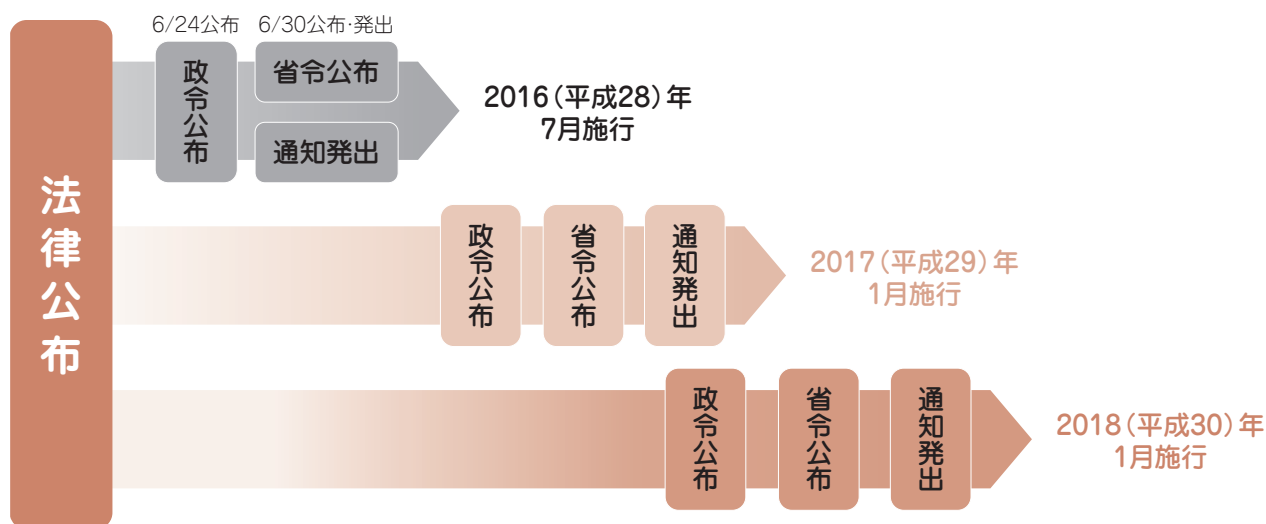 法律公布
6/24公布
6/30公布・発出
政令公布
省令公布
通知発出
2016（平成28）年
7月施行
政令公布
省令公布
通知発出
2017（平成29）年
1月施行
政令公布
省令公布
通知発出
2018（平成30）年
1月施行